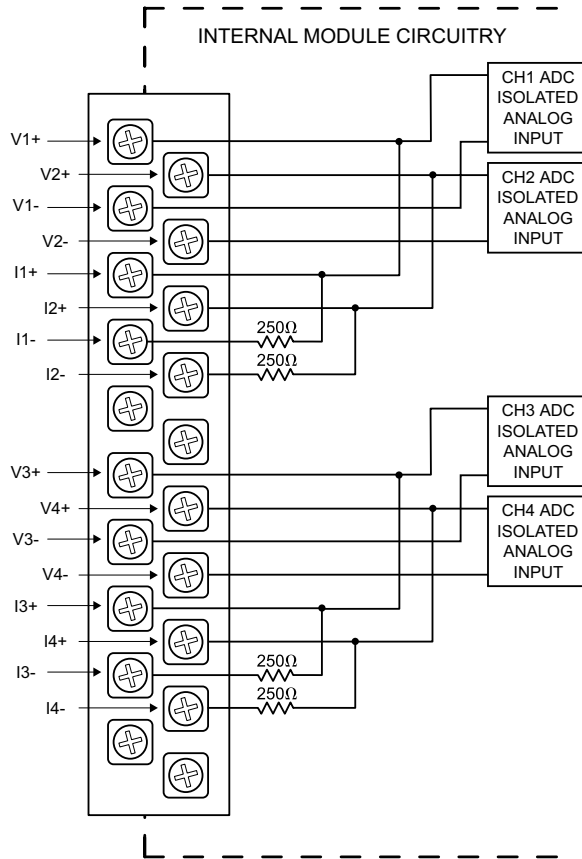 INTERNAL MODULE CIRCUITRY
CH1 ADC
ISOLATED
ANALOG
INPUT
V1+
V2+
CH2 ADC
ISOLATED
ANALOG
INPUT
V1-
V2-
I1+
I2+
I1-
250Ω
I2-
250Ω
CH3 ADC
ISOLATED
ANALOG
INPUT
V3+
V4+
CH4 ADC
ISOLATED
ANALOG
INPUT
V3-
V4-
I3+
I4+
I3-
250Ω
I4-
250Ω